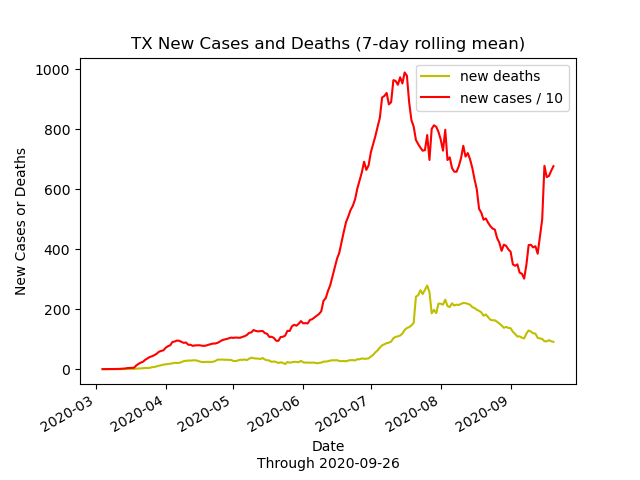 TX New Cases and Deaths (7-day rolling mean)
new deaths
new cases / 10
New Cases or Deaths
1000
800
600
400
200
0
2020-03
2020-04
2020-05
2020-06
2020-07
2020-08
2020-09
Date
Through 2020-09-26